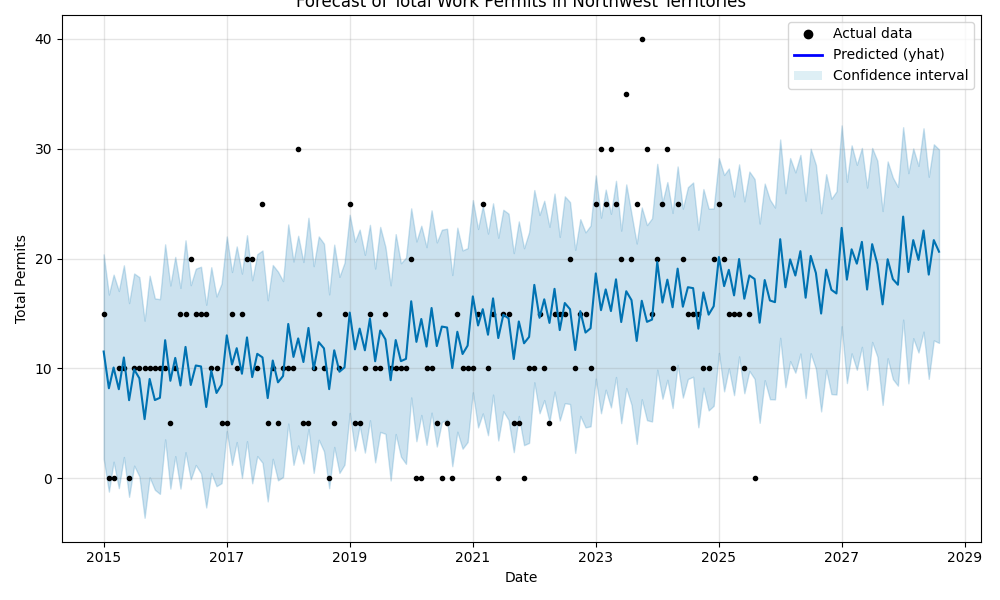 Forecast of Total Work Permits in Northwest Territories
Actual data
Predicted (yhat)
Confidence interval
40
30
20
10
0
Total Permits
2015 2017 2019 2021 2023 2025 2027 2029
Date